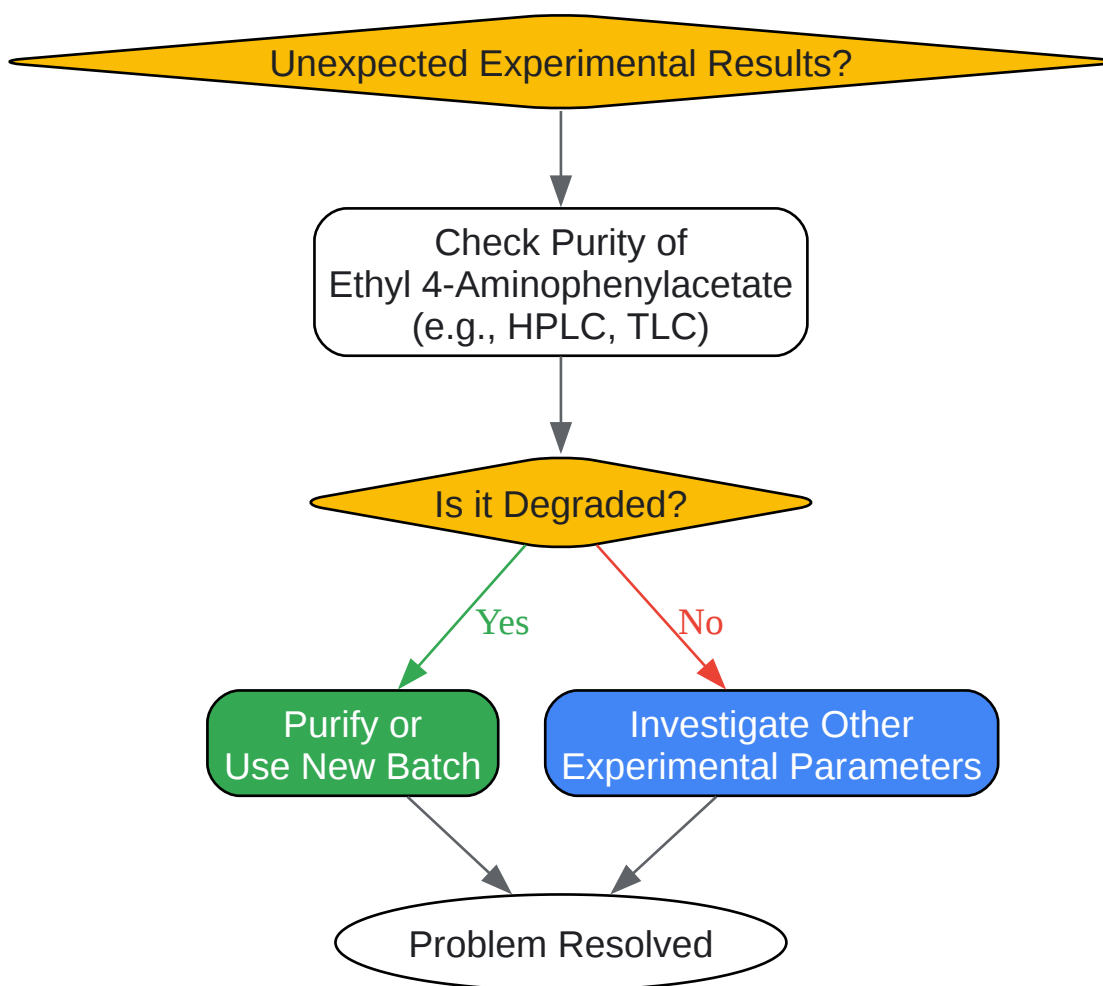 Unexpected Experimental Results?
Check Purity of
Ethyl 4-Aminophenylacetate
(e.g., HPLC, TLC)
Is it Degraded?
Yes
No
Purify or
Use New Batch
Investigate Other
Experimental Parameters
Problem Resolved